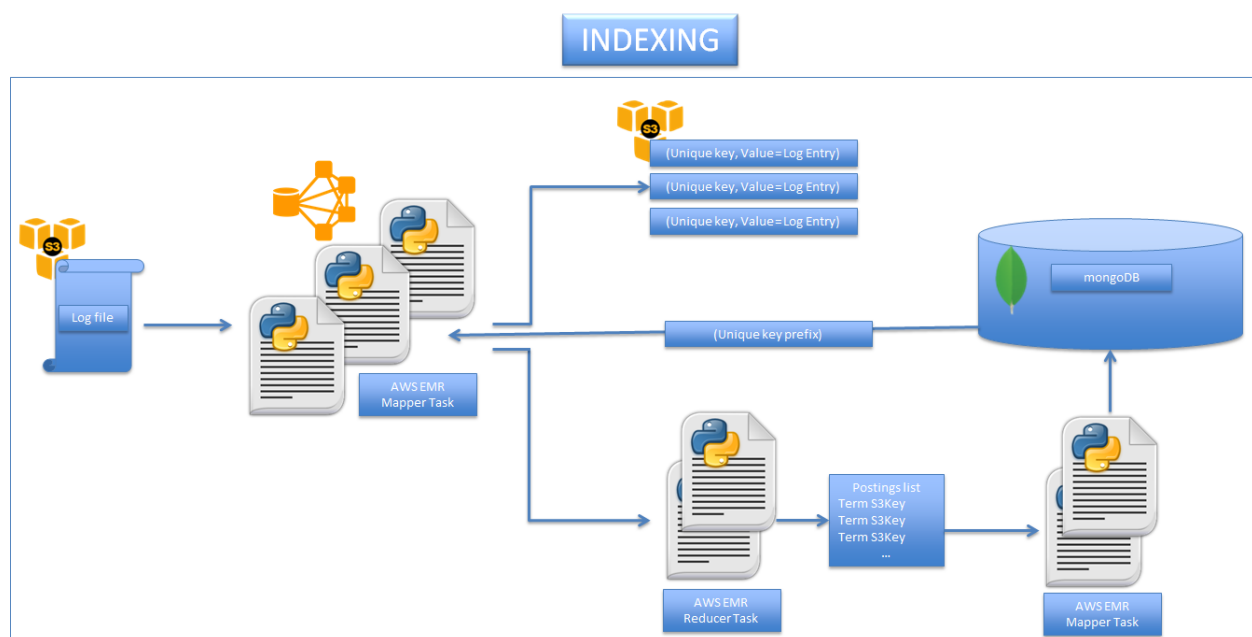 INDEXING
S3
(Unique key, Value=Log Entry)
(Unique key, Value=Log Entry)
(Unique key, Value=Log Entry)
S3
Log file
mongoDB
(Unique key prefix)
AWS EMR
Mapper Task
Postings list
Term S3Key
Term S3Key
Term S3Key
...
AWS EMR
Reducer Task
AWS EMR
Mapper Task